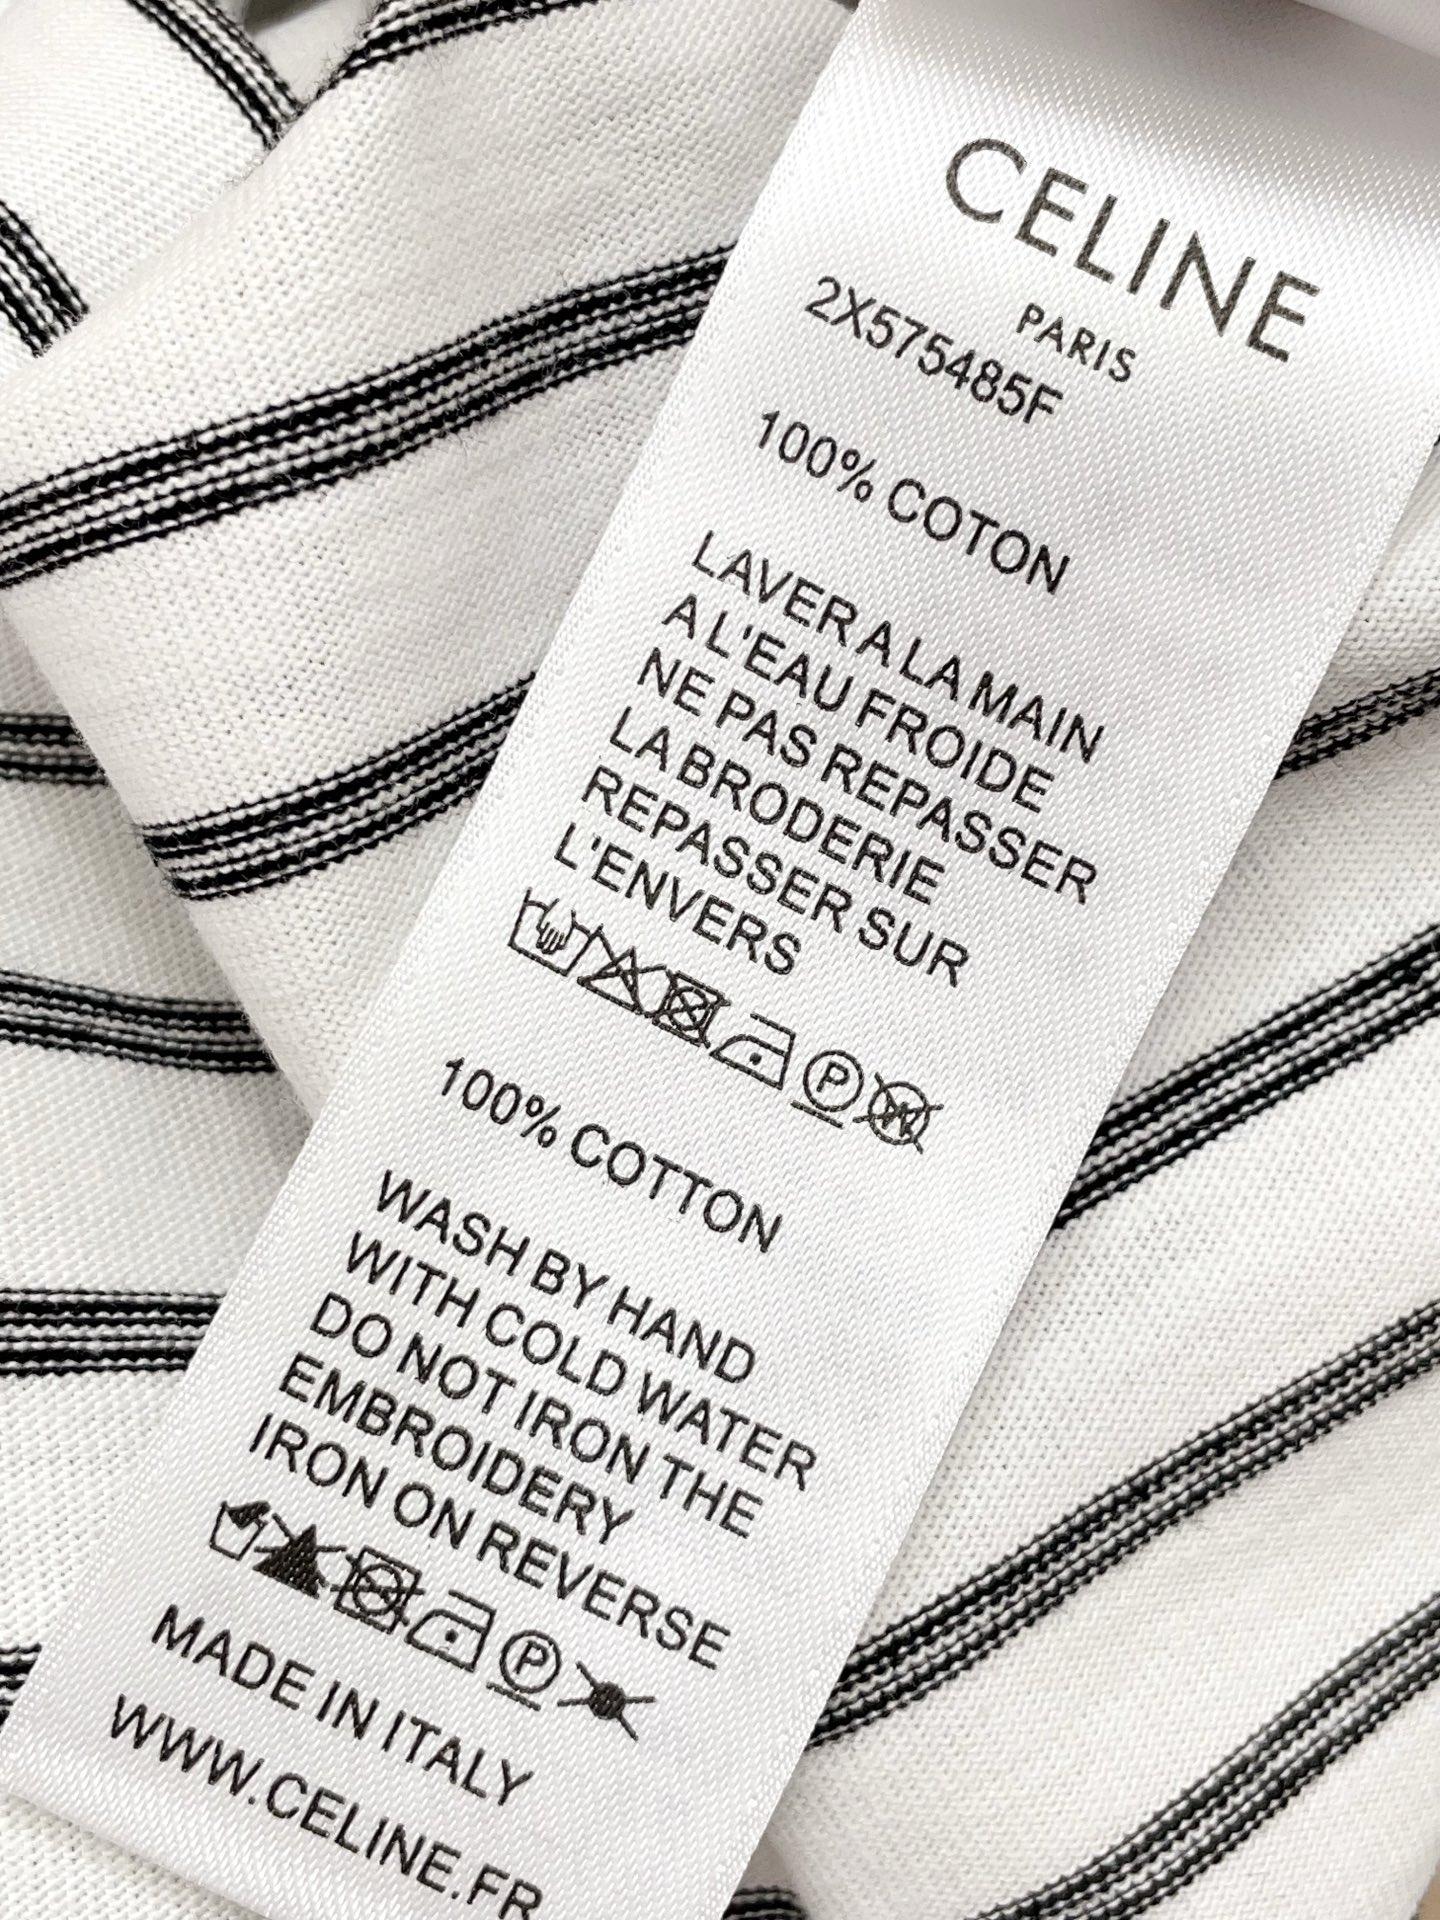 CELINE
PARIS
2X575485F
100% COTON
LAVER A LA MAIN
A L'EAU FROIDE
NE PAS REPASSER
LA BRODERIE
REPASSER SUR
L'ENVERS
P W
100% COTTON
WASH BY HAND
WITH COLD WATER
DO NOT IRON THE
EMBROIDERY
IRON ON REVERSE
P
MADE IN ITALY
WWW.CELINE.FR